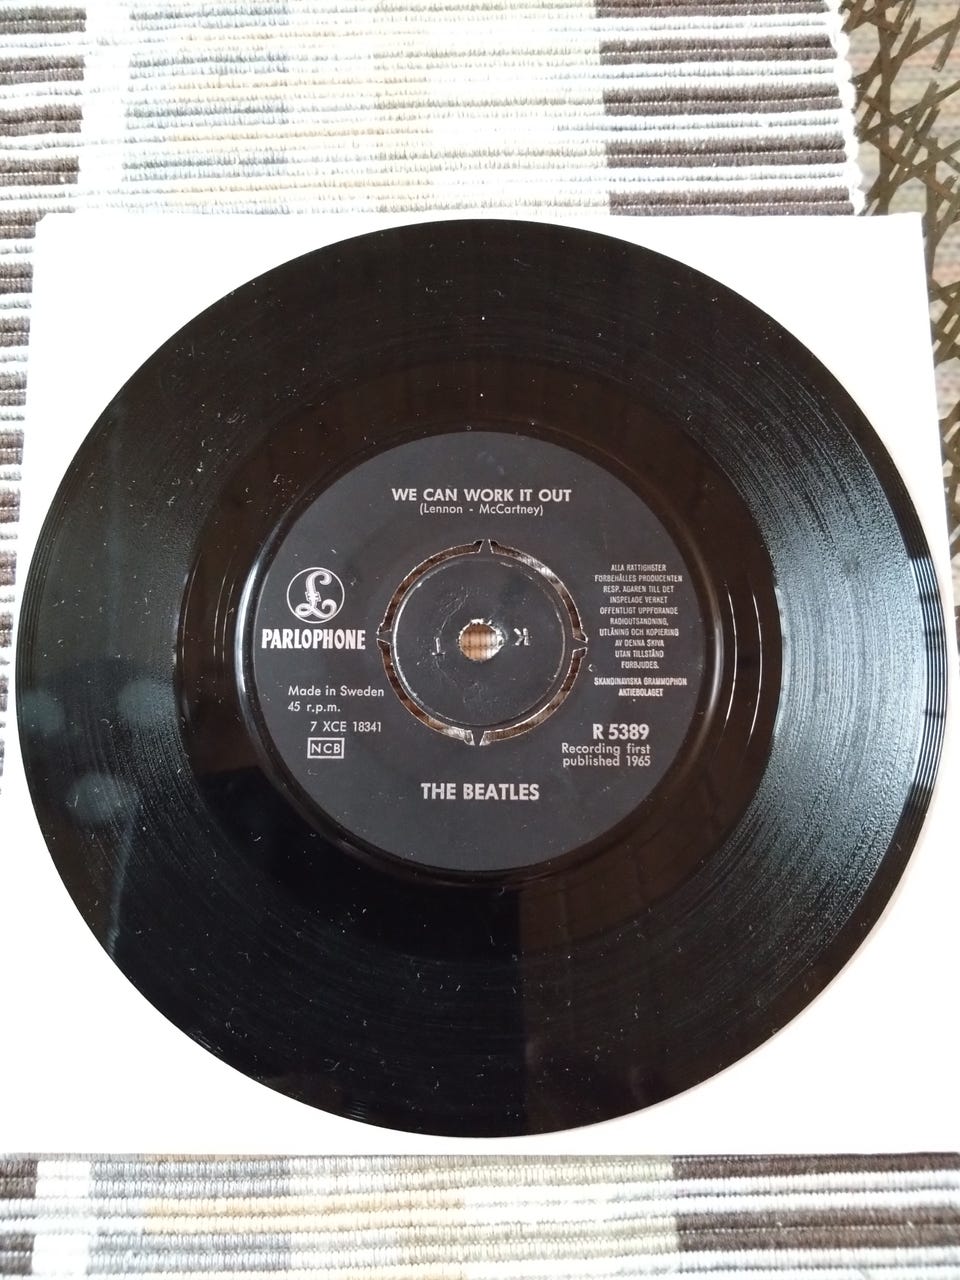 WE CAN WORK IT OUT
(Lennon - McCartney)
£
PARLOPHONE
Made in Sweden
45 r.p.m.
7 XCE 18341
NCB
K
T
ALLA RÄTTIGHETER
FÖRBEHÅLLES PRODUCENTEN
RESP. ÄGAREN TILL DET
INSPELADE VERKET
OFFENTLIGT UPPFÖRANDE
RADIOUTSÄNDNING,
UTLÅNING OCH KOPIERING
AV DENNA SKIVA
UTAN TILLSTÅND
FÖRBJUDES.
SKANDINAVISKA GRAMMOPHON
AKTIEBOLAGET
R 5389
Recording first
published 1965
THE BEATLES